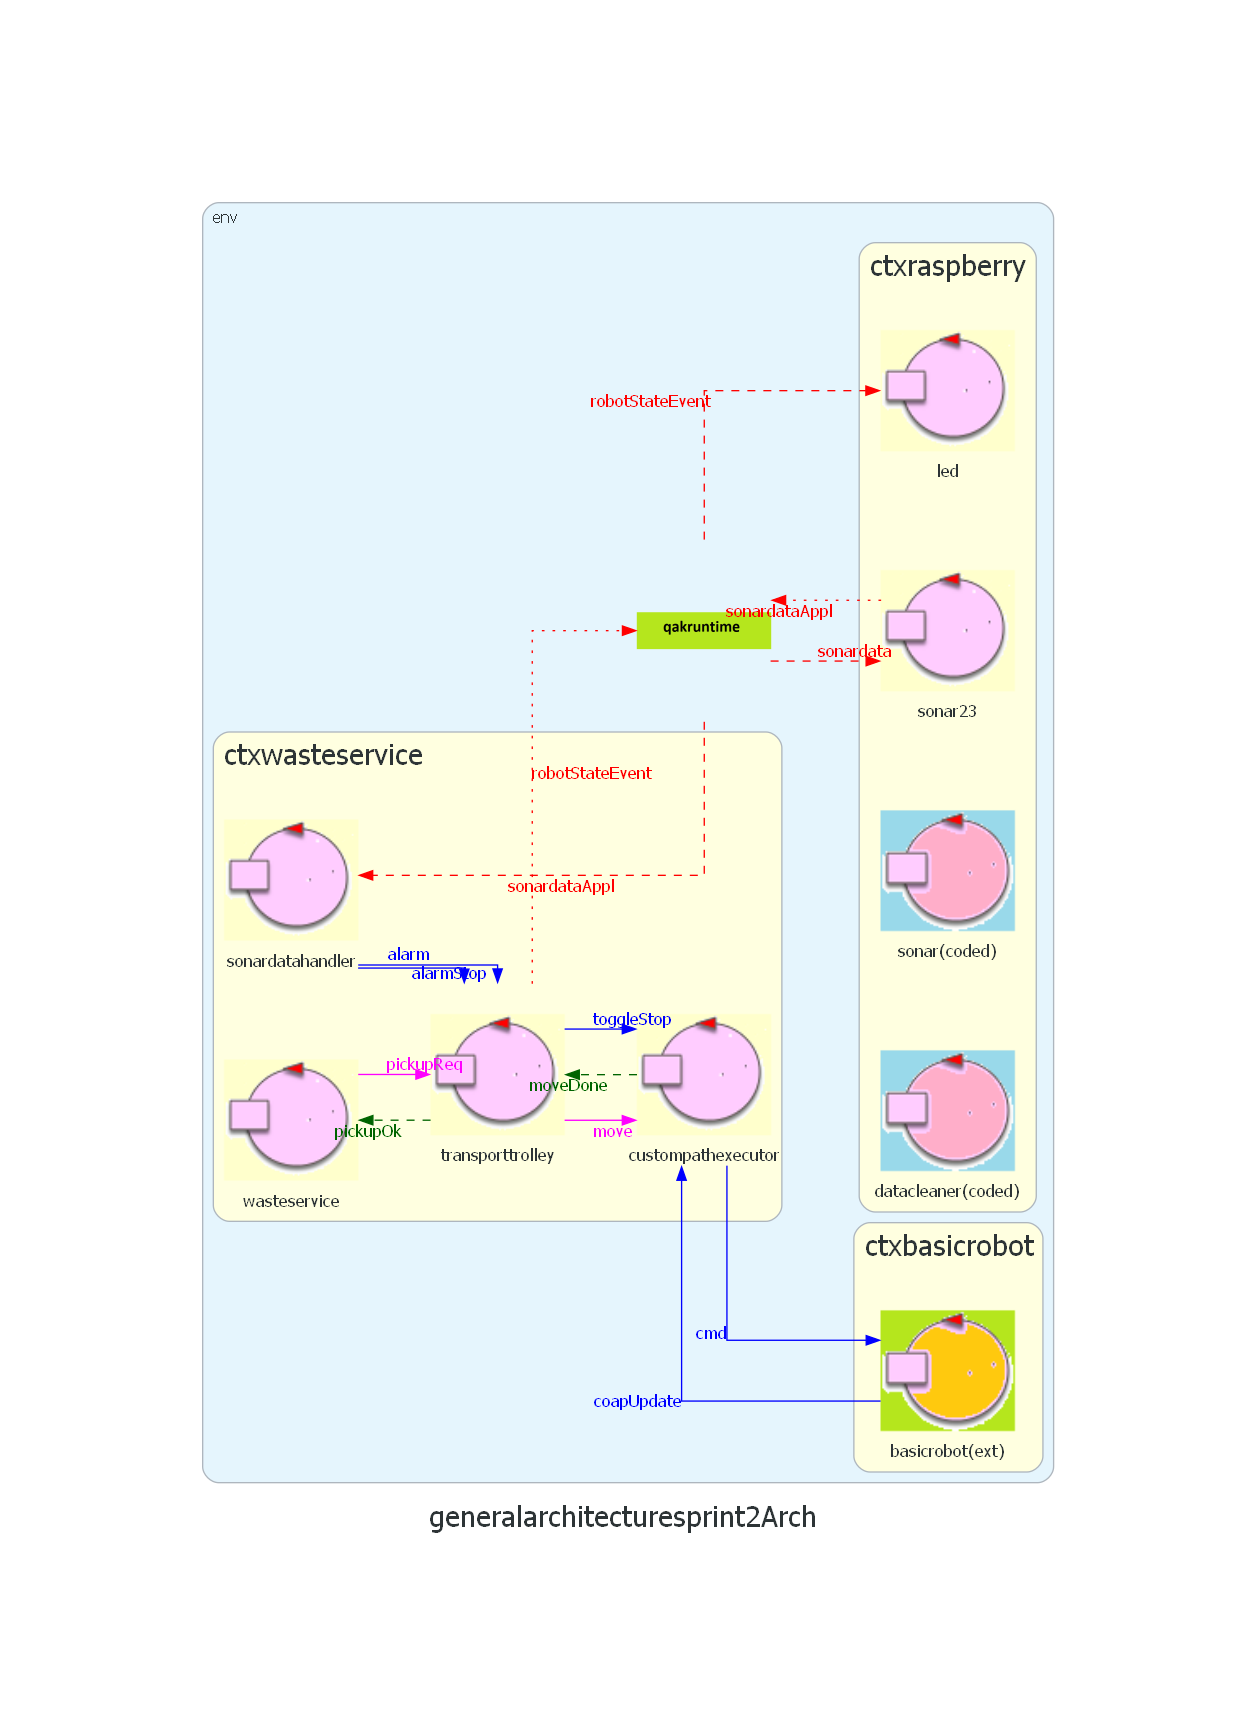 env
ctxraspberry
robotStateEvent
led
sonardataAppl
qakruntime
sonardata
sonar23
ctxwasteservice
robotStateEvent
sonardataAppl
sonar(coded)
alarm
sonardatahandler
alarmStop
toggleStop
pickupReq
moveDone
pickupOk
move
transporttrolley
custompathexecutor
wasteservice
datacleaner(coded)
ctxbasicrobot
cmd
coapUpdate
basicrobot(ext)
generalarchitecturesprint2Arch